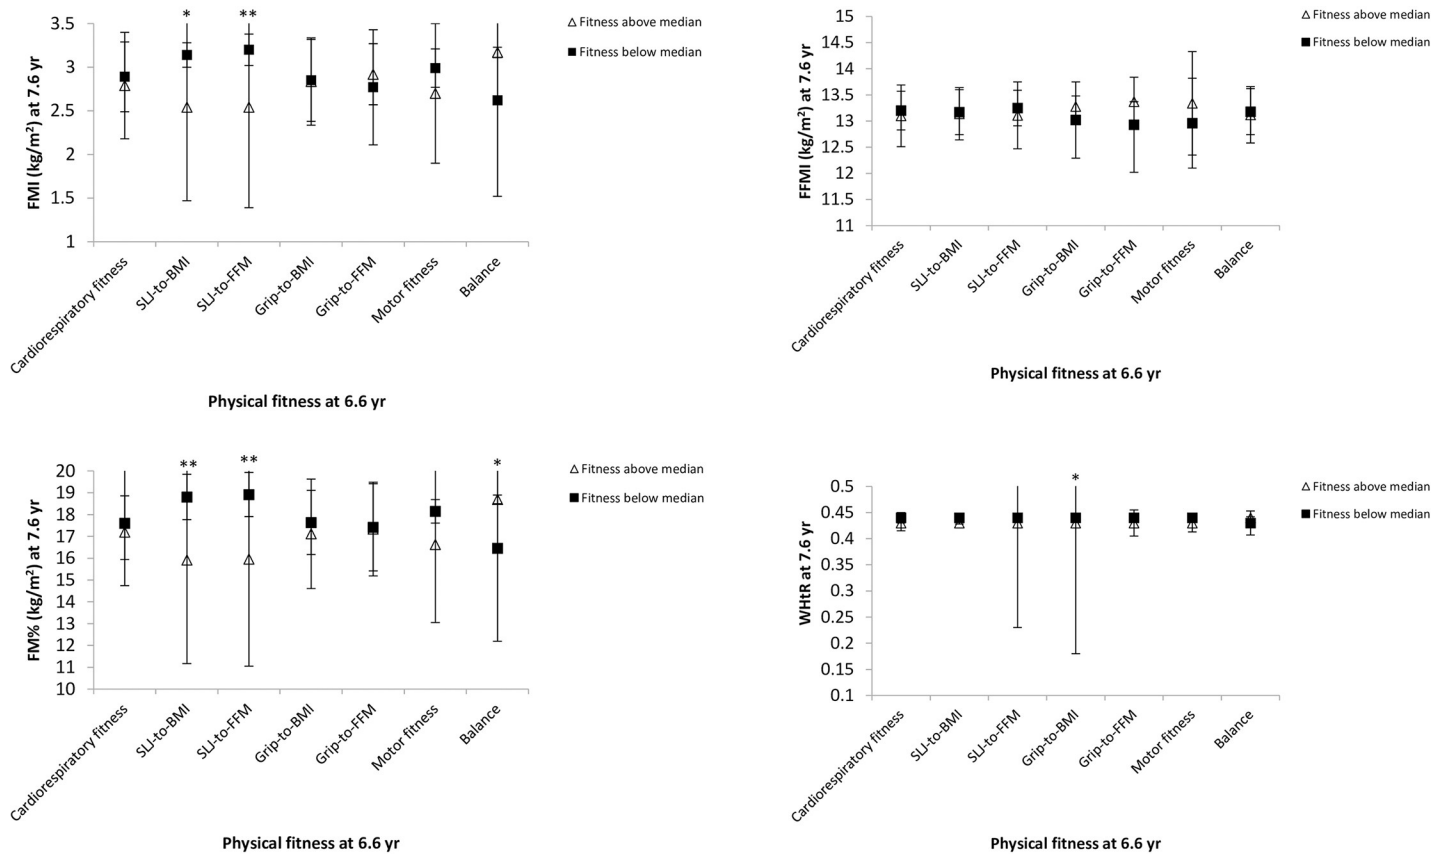 FMI (kg/m²) at 7.6 yr
3.5
3
2.5
2
1.5
1
* **
Cardiorespiratory fitness
SLJ-to-BMI
SLJ-to-FFM
Grip-to-BMI
Grip-to-FFM
Motor fitness
Balance
Physical fitness at 6.6 yr
Fitness above median
Fitness below median
FFMI (kg/m²) at 7.6 yr
15
14.5
14
13.5
13
12.5
12
11.5
11
Cardiorespiratory fitness
SLJ-to-BMI
SLJ-to-FFM
Grip-to-BMI
Grip-to-FFM
Motor fitness
Balance
Physical fitness at 6.6 yr
Fitness above median
Fitness below median
FM% (kg/m²) at 7.6 yr
20
19
18
17
16
15
14
13
12
11
10
** ** *
Cardiorespiratory fitness
SLJ-to-BMI
SLJ-to-FFM
Grip-to-BMI
Grip-to-FFM
Motor fitness
Balance
Physical fitness at 6.6 yr
Fitness above median
Fitness below median
WHtR at 7.6 yr
0.5
0.45
0.4
0.35
0.3
0.25
0.2
0.15
0.1
*
Cardiorespiratory fitness
SLJ-to-BMI
SLJ-to-FFM
Grip-to-BMI
Grip-to-FFM
Motor fitness
Balance
Physical fitness at 6.6 yr
Fitness above median
Fitness below median